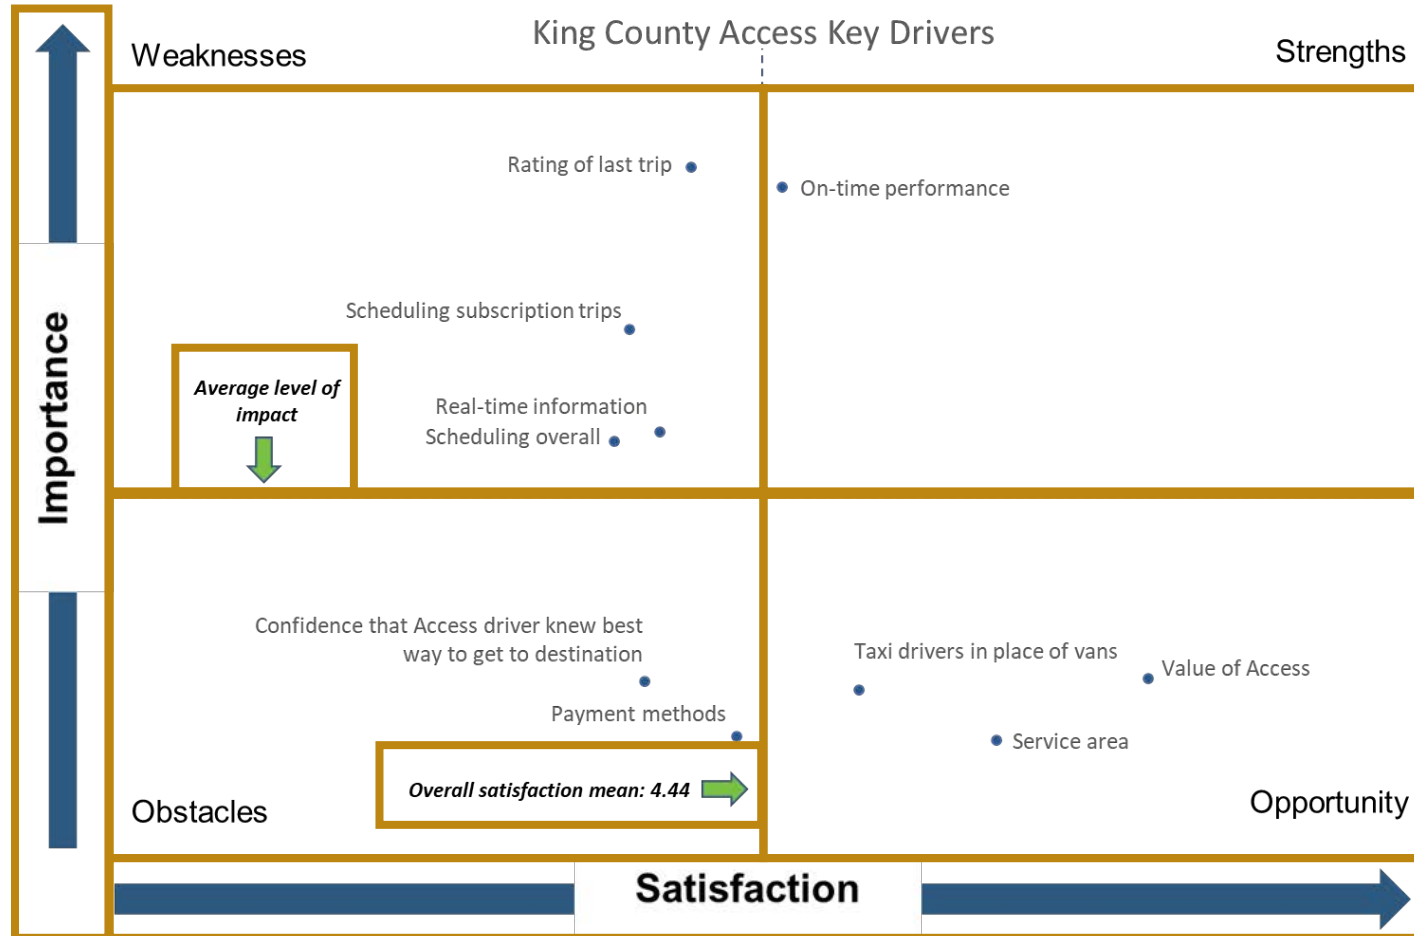 King County Access Key Drivers
Weaknesses
Strengths
Rating of last trip
On-time performance
Scheduling subscription trips
Average level of
impact
Real-time information
Scheduling overall
Importance
Confidence that Access driver knew best
way to get to destination
Taxi drivers in place of vans
Value of Access
Payment methods
Service area
Overall satisfaction mean: 4.44
Obstacles
Opportunity
Satisfaction